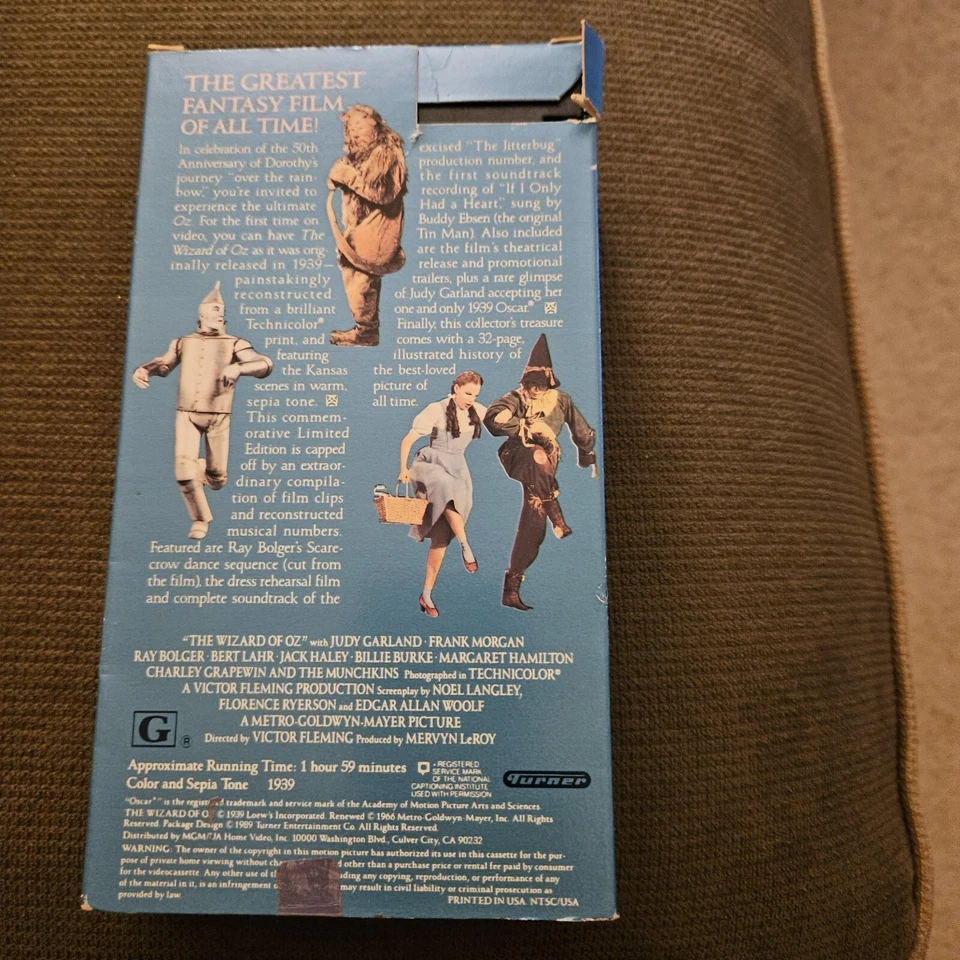 THE GREATEST
FANTASY FILM
OF ALL TIME!
In celebration of the 50th
Anniversary of Dorothy's
journey "over the rain-
bow," you're invited to
experience the ultimate
Oz. For the first time on
video, you can have The
Wizard of Oz as it was orig-
inally released in 1939—
painstakingly
reconstructed
from a brilliant
Technicolor®
print, and
featuring
the Kansas
scenes in warm,
sepia tone.
This commem-
orative Limited
Edition is capped
off by an extraor-
dinary compila-
tion of film clips
and reconstructed
musical numbers.
Featured are Ray Bolger's Scare-
crow dance sequence (cut from
the film), the dress rehearsal film
and complete soundtrack of the
excised "The Jitterbug"
production number, and
the first soundtrack
recording of "If I Only
Had a Heart," sung by
Buddy Ebsen (the original
Tin Man). Also included
are the film's theatrical
release and promotional
trailers, plus a rare glimpse
of Judy Garland accepting her
one and only 1939 Oscar.®
Finally, this collector's treasure
comes with a 32-page,
illustrated history of
the best-loved
picture of
all time.
"THE WIZARD OF OZ" with JUDY GARLAND · FRANK MORGAN
RAY BOLGER · BERT LAHR · JACK HALEY · BILLIE BURKE · MARGARET HAMILTON
CHARLEY GRAPEWIN AND THE MUNCHKINS Photographed in TECHNICOLOR®
A VICTOR FLEMING PRODUCTION Screenplay by NOEL LANGLEY,
FLORENCE RYERSON and EDGAR ALLAN WOOLF
A METRO-GOLDWYN-MAYER PICTURE
Directed by VICTOR FLEMING Produced by MERVYN LeROY
G ®
Approximate Running Time: 1 hour 59 minutes
Color and Sepia Tone 1939
- REGISTERED
SERVICE MARK
OF THE NATIONAL
CAPTIONING INSTITUTE
USED WITH PERMISSION
Turner
"Oscar®" is the registered trademark and service mark of the Academy of Motion Picture Arts and Sciences.
THE WIZARD OF O © 1939 Loew's Incorporated. Renewed © 1966 Metro-Goldwyn-Mayer, Inc. All Rights
Reserved. Package Design © 1989 Turner Entertainment Co. All Rights Reserved.
Distributed by MGM/UA Home Video, Inc. 10000 Washington Blvd., Culver City, CA 90232
WARNING: The owner of the copyright in this motion picture has authorized its use in this cassette for the pur-
pose of private home viewing without ch d other than a purchase price or rental fee paid by consumer
for the videocassette. Any other use of th uding any copying, reproduction, or performance of any
of the material in it, is an infringement o may result in civil liability or criminal prosecution as
provided by law.
PRINTED IN USA NTSC/USA